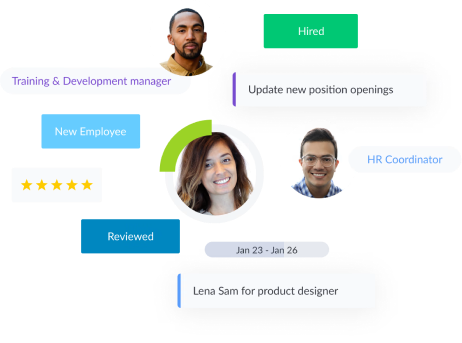 Hired
Training & Development manager
Update new position openings
New Employee
HR Coordinator
Reviewed
Jan 23 - Jan 26
Lena Sam for product designer